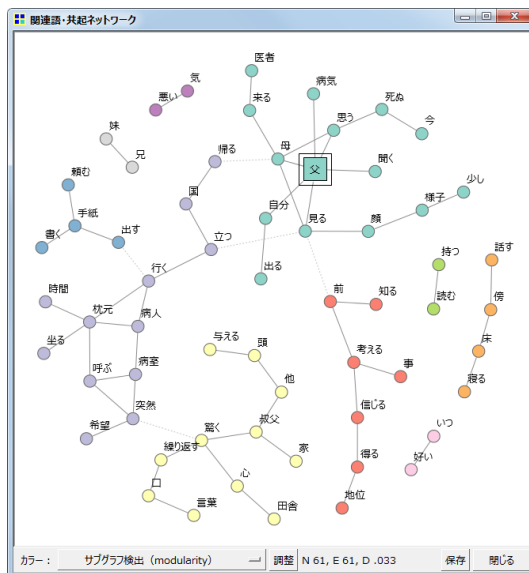 関連語・共起ネットワーク
医者
気
病気
悪い
来る
死ぬ
思う
今
妹
母
帰る
兄
父
聞く
頼む
国
少し
自分
様子
手紙
見る
顔
書く
出す
立つ
持つ
話す
行く
出る
時間
枕元
前
知る
読む
傍
病人
与える
頭
坐る
床
考える
事
呼ぶ
病室
他
寝る
希望
突然
信じる
いつ
驚く
叔父
繰り返す
家
得る
好い
口
心
言葉
田舎
地位
カラー： サブグラフ検出（modularity） 調整 N 61, E 61, D .033 保存 閉じる